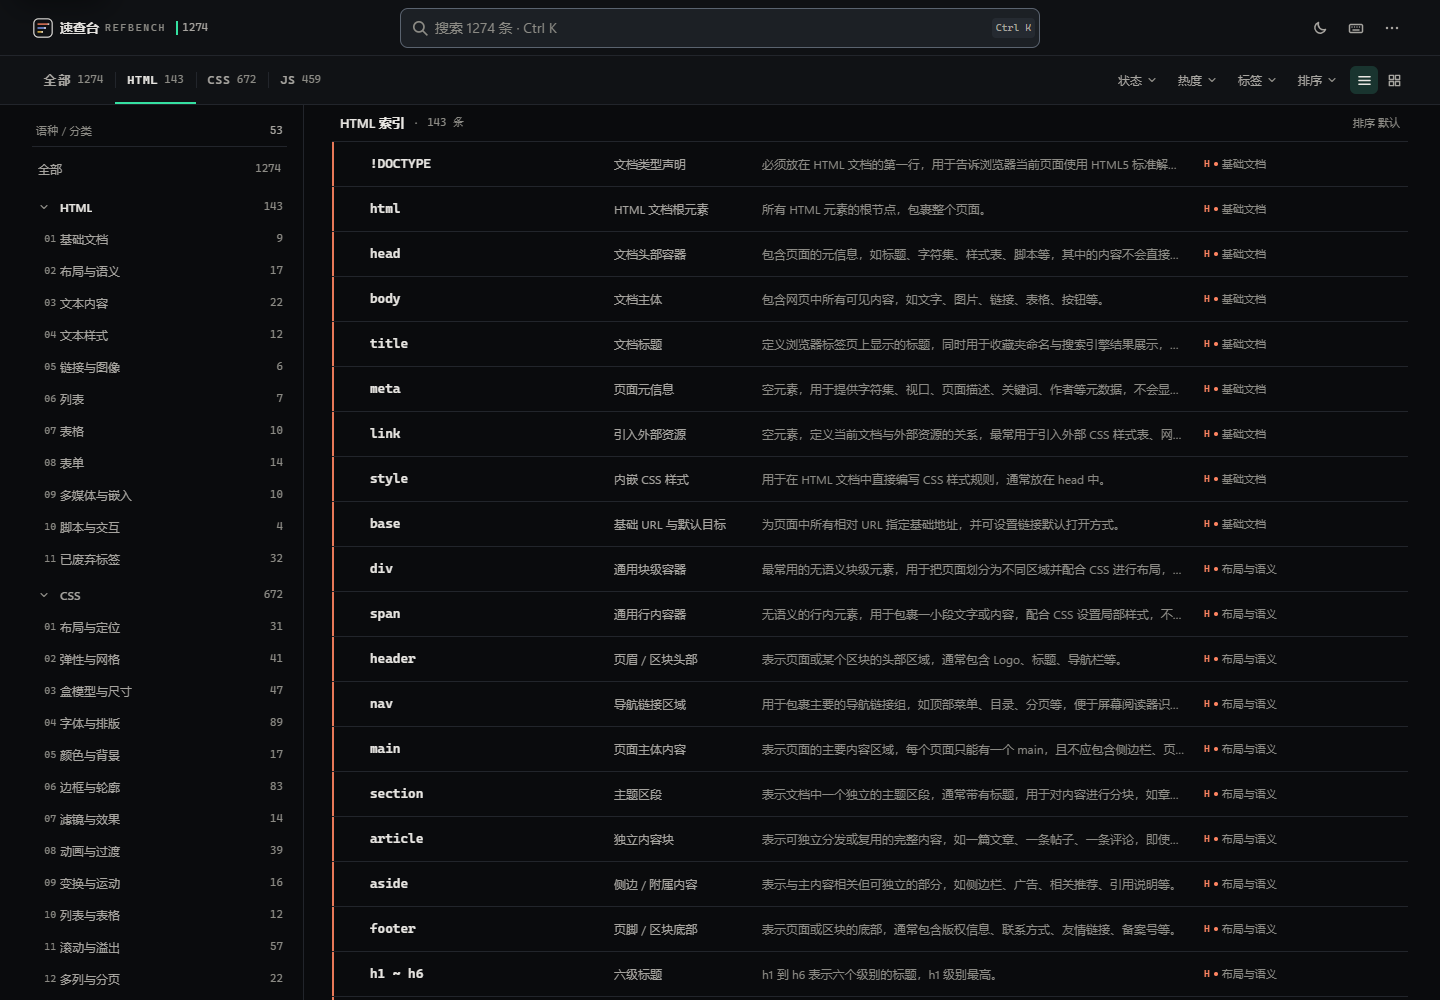 速查台 REFBENCH 1274
搜索 1274 条 · Ctrl K
Ctrl K
全部 1274
HTML 143
CSS 672
JS 459
状态
热度
标签
排序
语种 / 分类 53
全部 1274
HTML 143
01 基础文档 9
02 布局与语义 17
03 文本内容 22
04 文本样式 12
05 链接与图像 6
06 列表 7
07 表格 10
08 表单 14
09 多媒体与嵌入 10
10 脚本与交互 4
11 已废弃标签 32
CSS 672
01 布局与定位 31
02 弹性与网格 41
03 盒模型与尺寸 47
04 字体与排版 89
05 颜色与背景 17
06 边框与轮廓 83
07 滤镜与效果 14
08 动画与过渡 39
09 变换与运动 16
10 列表与表格 12
11 滚动与溢出 57
12 多列与分页 22
HTML 索引 · 143 条
排序 默认
!DOCTYPE 文档类型声明 必须放在 HTML 文档的第一行，用于告诉浏览器当前页面使用 HTML5 标准解... H • 基础文档
html HTML 文档根元素 所有 HTML 元素的根节点，包裹整个页面。 H • 基础文档
head 文档头部容器 包含页面的元信息，如标题、字符集、样式表、脚本等，其中的内容不会直接... H • 基础文档
body 文档主体 包含网页中所有可见内容，如文字、图片、链接、表格、按钮等。 H • 基础文档
title 文档标题 定义浏览器标签页上显示的标题，同时用于收藏夹命名与搜索引擎结果展示，... H • 基础文档
meta 页面元信息 空元素，用于提供字符集、视口、页面描述、关键词、作者等元数据，不会显... H • 基础文档
link 引入外部资源 空元素，定义当前文档与外部资源的关系，最常用于引入外部 CSS 样式表、网... H • 基础文档
style 内嵌 CSS 样式 用于在 HTML 文档中直接编写 CSS 样式规则，通常放在 head 中。 H • 基础文档
base 基础 URL 与默认目标 为页面中所有相对 URL 指定基础地址，并可设置链接默认打开方式。 H • 基础文档
div 通用块级容器 最常用的无语义块级元素，用于把页面划分为不同区域并配合 CSS 进行布局，... H • 布局与语义
span 通用行内容器 无语义的行内元素，用于包裹一小段文字或内容，配合 CSS 设置局部样式，不... H • 布局与语义
header 页眉 / 区块头部 表示页面或某个区块的头部区域，通常包含 Logo、标题、导航栏等。 H • 布局与语义
nav 导航链接区域 用于包裹主要的导航链接组，如顶部菜单、目录、分页等，便于屏幕阅读器识... H • 布局与语义
main 页面主体内容 表示页面的主要内容区域，每个页面只能有一个 main，且不应包含侧边栏、页... H • 布局与语义
section 主题区段 表示文档中一个独立的主题区段，通常带有标题，用于对内容进行分块，如章... H • 布局与语义
article 独立内容块 表示可独立分发或复用的完整内容，如一篇文章、一条帖子、一条评论，即使... H • 布局与语义
aside 侧边 / 附属内容 表示与主内容相关但可独立的部分，如侧边栏、广告、相关推荐、引用说明等。 H • 布局与语义
footer 页脚 / 区块底部 表示页面或区块的底部，通常包含版权信息、联系方式、友情链接、备案号等。 H • 布局与语义
h1 ~ h6 六级标题 h1 到 h6 表示六个级别的标题，h1 级别最高。 H • 布局与语义